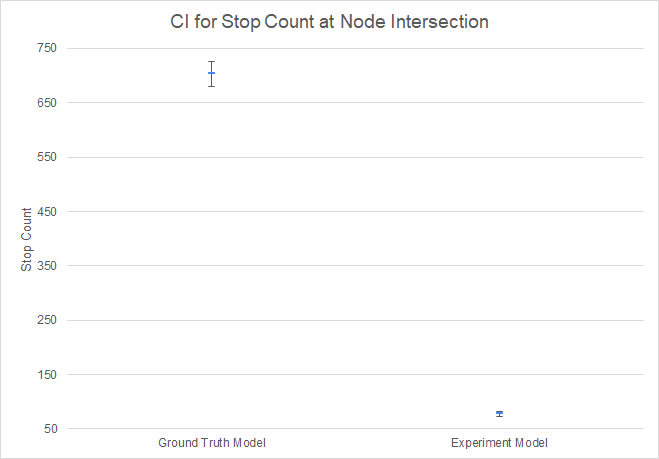 CI for Stop Count at Node Intersection
750
650
550
450
350
250
150
50
Stop Count
Ground Truth Model
Experiment Model